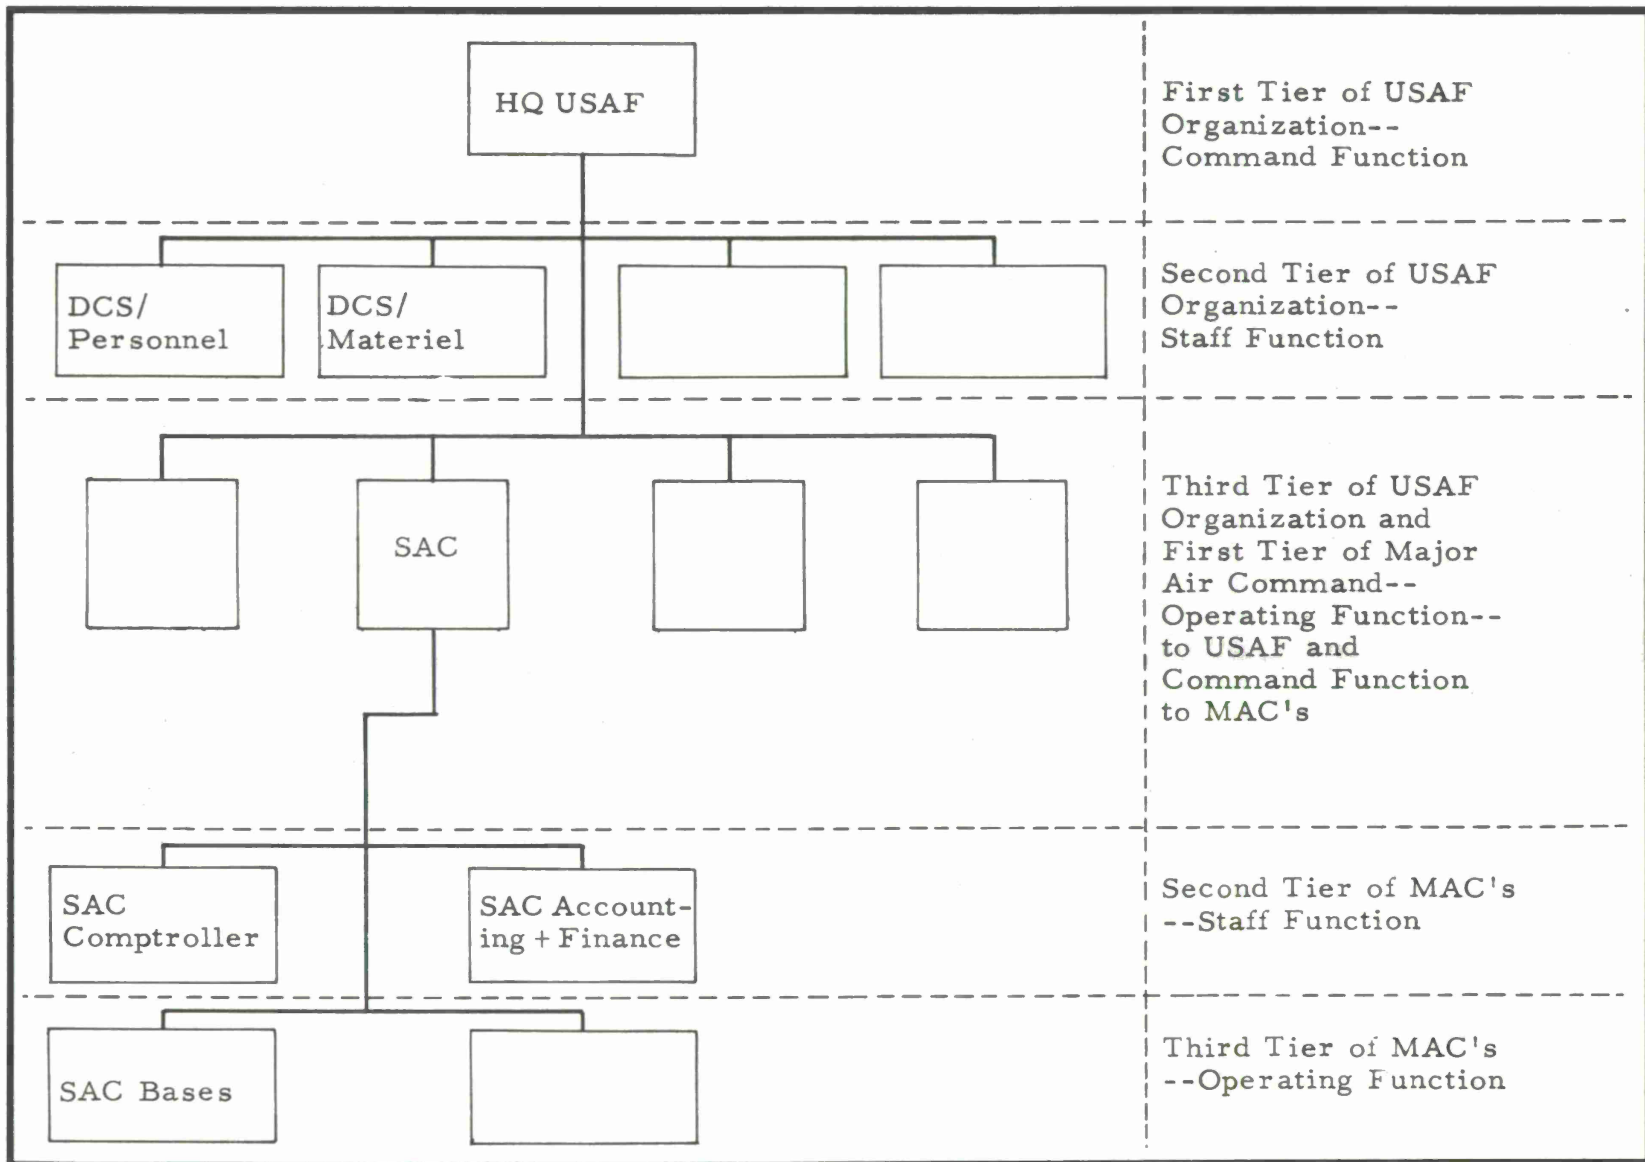 HQ USAF
First Tier of USAF
Organization--
Command Function
DCS/
Personnel
DCS/
Materiel
Second Tier of USAF
Organization--
Staff Function
SAC
Third Tier of USAF
Organization and
First Tier of Major
Air Command--
Operating Function--
to USAF and
Command Function
to MAC's
SAC
Comptroller
SAC Account-
ing + Finance
Second Tier of MAC's
--Staff Function
SAC Bases
Third Tier of MAC's
--Operating Function